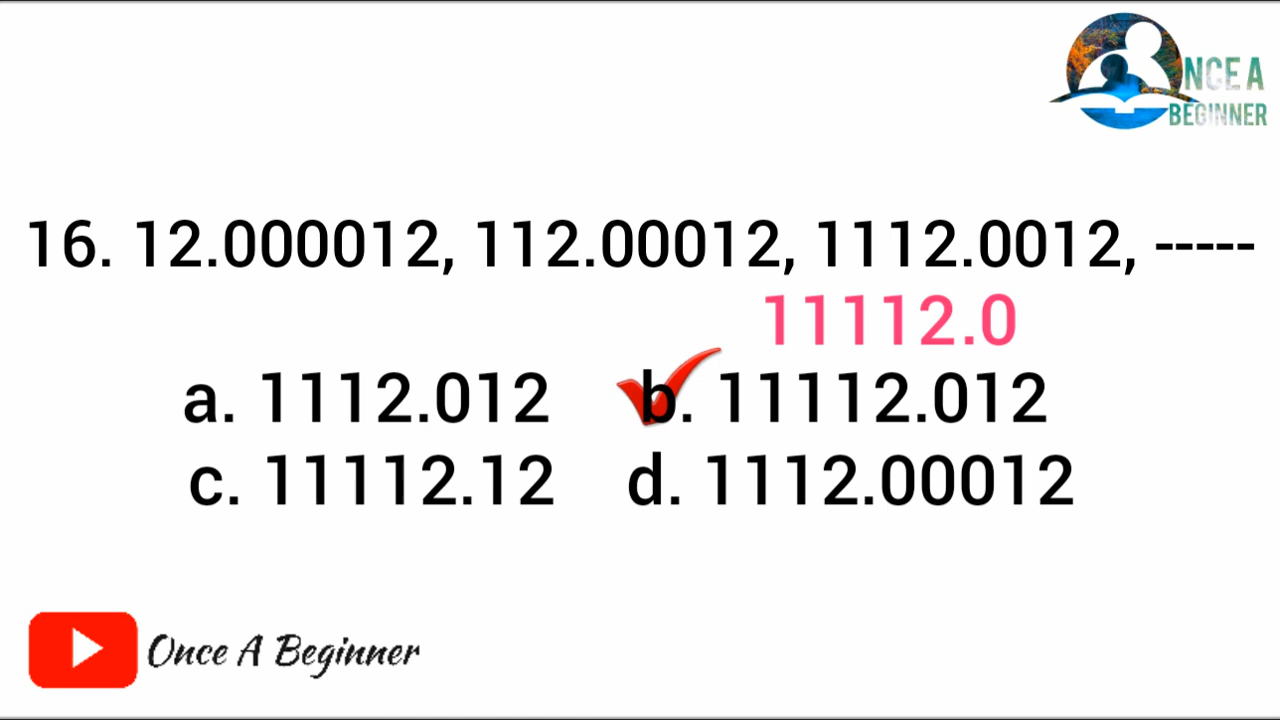 NCE A
BEGINNER
16. 12.000012, 112.00012, 1112.0012, -----
11112.0
a. 1112.012 b. 11112.012
c. 11112.12 d. 1112.00012
Once A Beginner